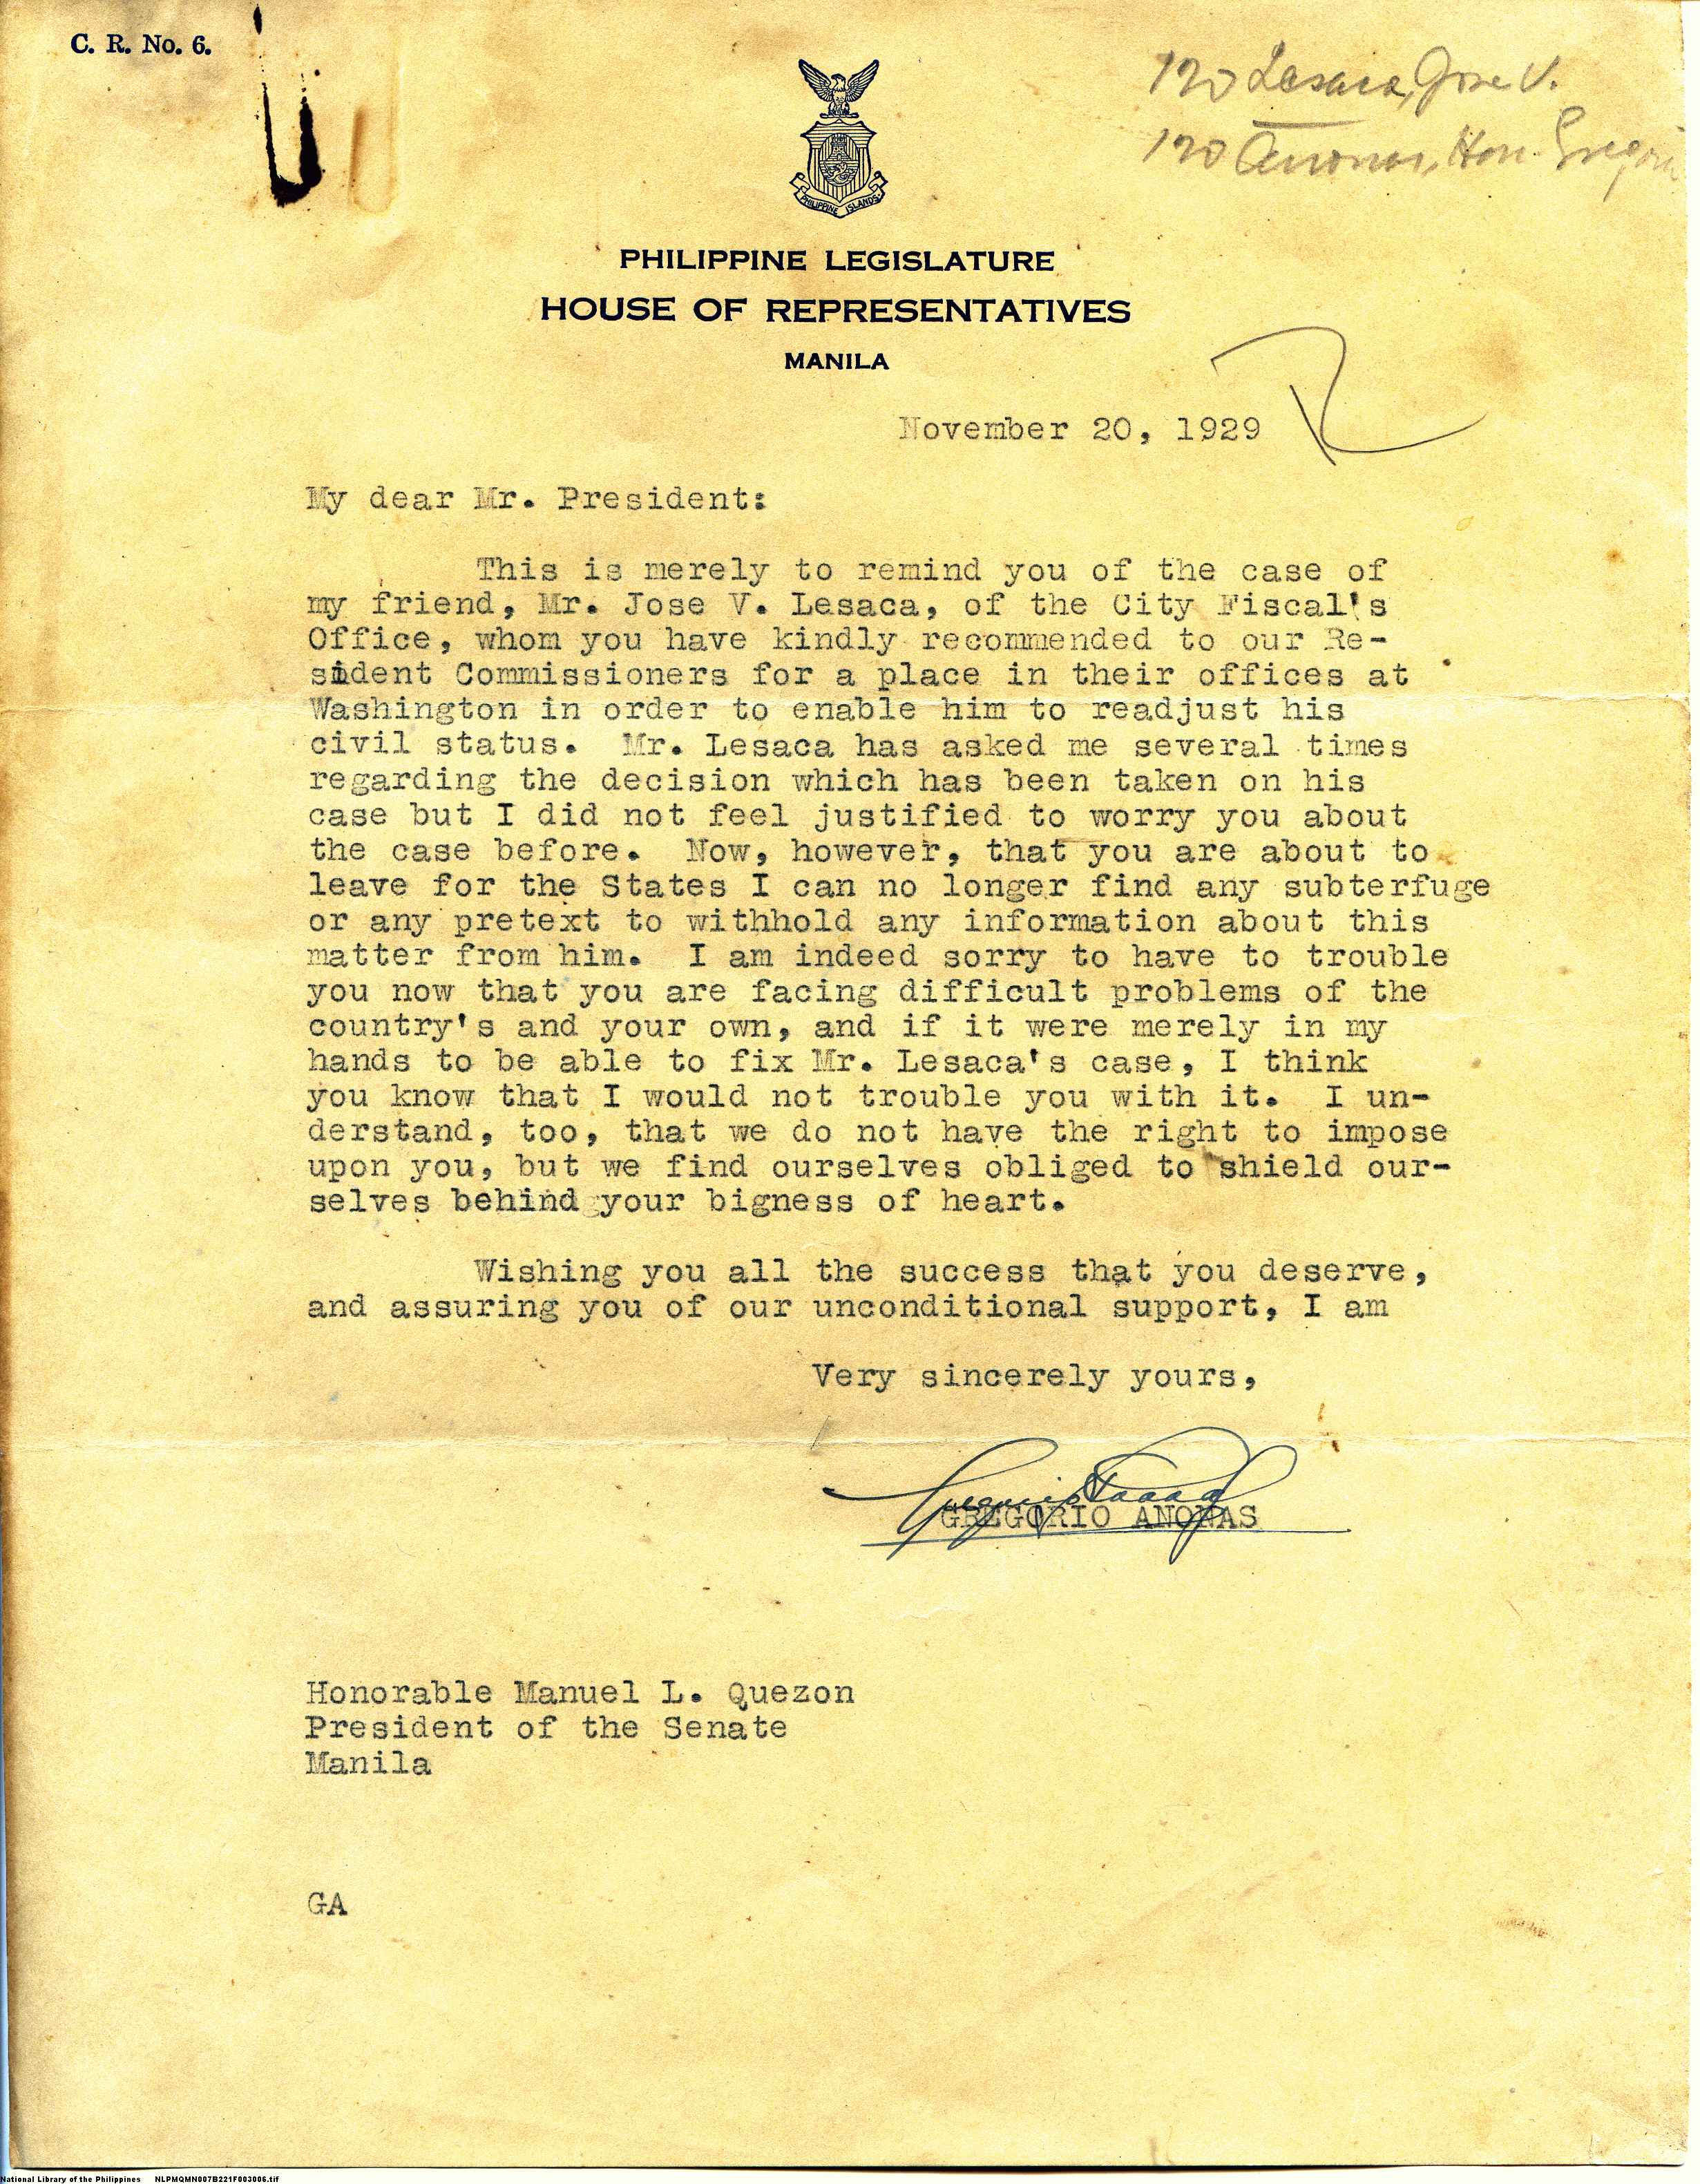 C. R. No. 6.
120 Lesaca, Jose V.
120 Anonas, Hon. Gregorio
PHILIPPINE ISLANDS
PHILIPPINE LEGISLATURE
HOUSE OF REPRESENTATIVES
MANILA
November 20, 1929
My dear Mr. President:
This is merely to remind you of the case of
my friend, Mr. Jose V. Lesaca, of the City Fiscal's
Office, whom you have kindly recommended to our Re-
sident Commissioners for a place in their offices at
Washington in order to enable him to readjust his
civil status. Mr. Lesaca has asked me several times
regarding the decision which has been taken on his
case but I did not feel justified to worry you about
the case before. Now, however, that you are about to
leave for the States I can no longer find any subterfuge
or any pretext to withhold any information about this
matter from him. I am indeed sorry to have to trouble
you now that you are facing difficult problems of the
country's and your own, and if it were merely in my
hands to be able to fix Mr. Lesaca's case, I think
you know that I would not trouble you with it. I un-
derstand, too, that we do not have the right to impose
upon you, but we find ourselves obliged to shield our-
selves behind your bigness of heart.
Wishing you all the success that you deserve,
and assuring you of our unconditional support, I am
Very sincerely yours,
GREGORIO ANONAS
Honorable Manuel L. Quezon
President of the Senate
Manila
GA
National Library of the Philippines NLPMQMN007B221F003006.tif